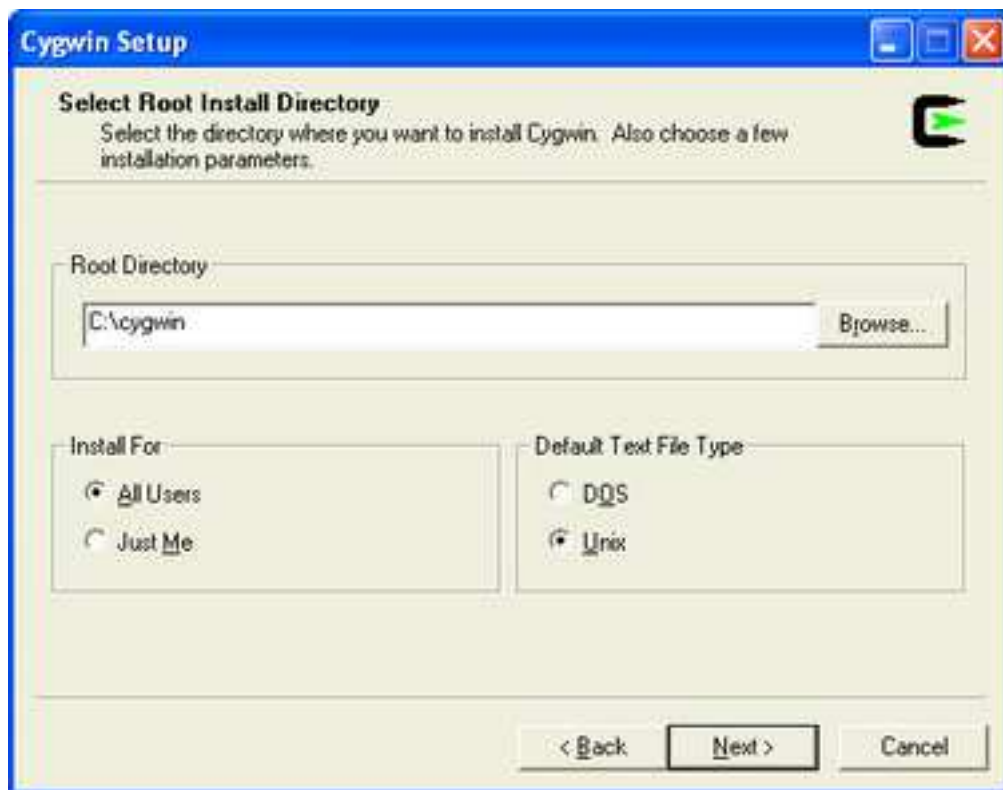 Cygwin Setup
Select Root Install Directory
Select the directory where you want to install Cygwin. Also choose a few
installation parameters.
Root Directory
C:\cygwin
Browse...
Install For
All Users
Just Me
Default Text File Type
DOS
Unix
< Back
Next >
Cancel